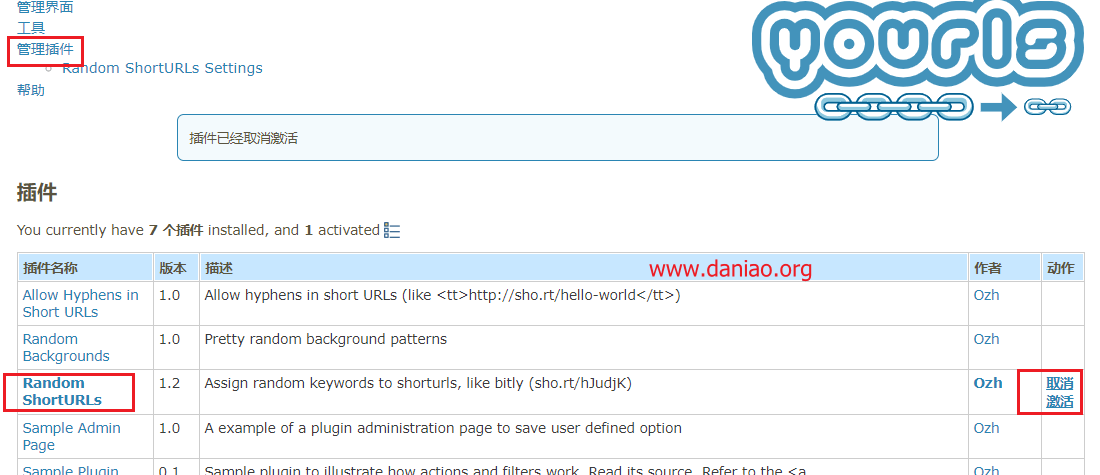 管理界面
工具
管理插件
Random ShortURLs Settings
帮助
yourls
插件已经取消激活
插件
You currently have 7 个插件 installed, and 1 activated
插件名称 版本 描述 作者 动作
www.daniao.org
Allow Hyphens in Short URLs 1.0 Allow hyphens in short URLs (like <tt>http://sho.rt/hello-world</tt>) Ozh
Random Backgrounds 1.0 Pretty random background patterns Ozh
Random ShortURLs 1.2 Assign random keywords to shorturls, like bitly (sho.rt/hJudjK) Ozh 取消激活
Sample Admin Page 1.0 A example of a plugin administration page to save user defined option Ozh
Sample Plugin 0.1 Sample plugin to illustrate how actions and filters work. Read its source. Refer to the <a Ozh